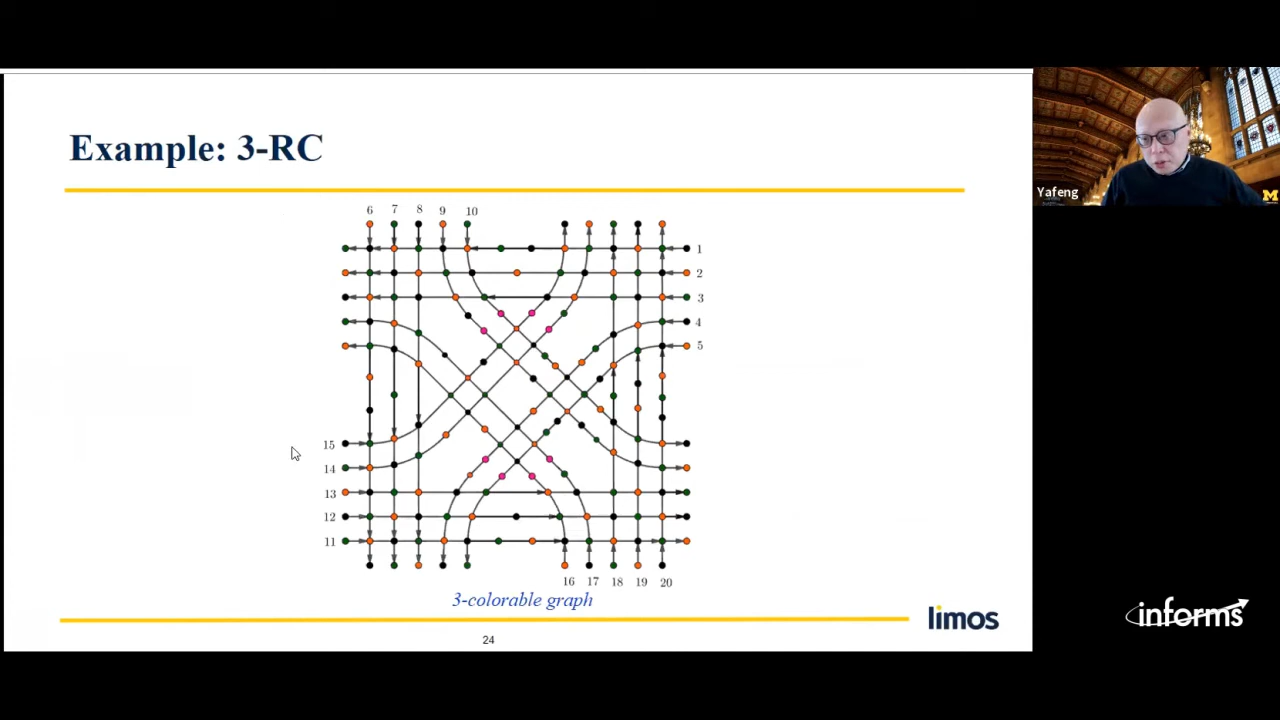 Example: 3-RC
6 7 8 9 10
1
2
3
4
5
15
14
13
12
11
16 17 18 19 20
3-colorable graph
limos
24
Yafeng
M
informs